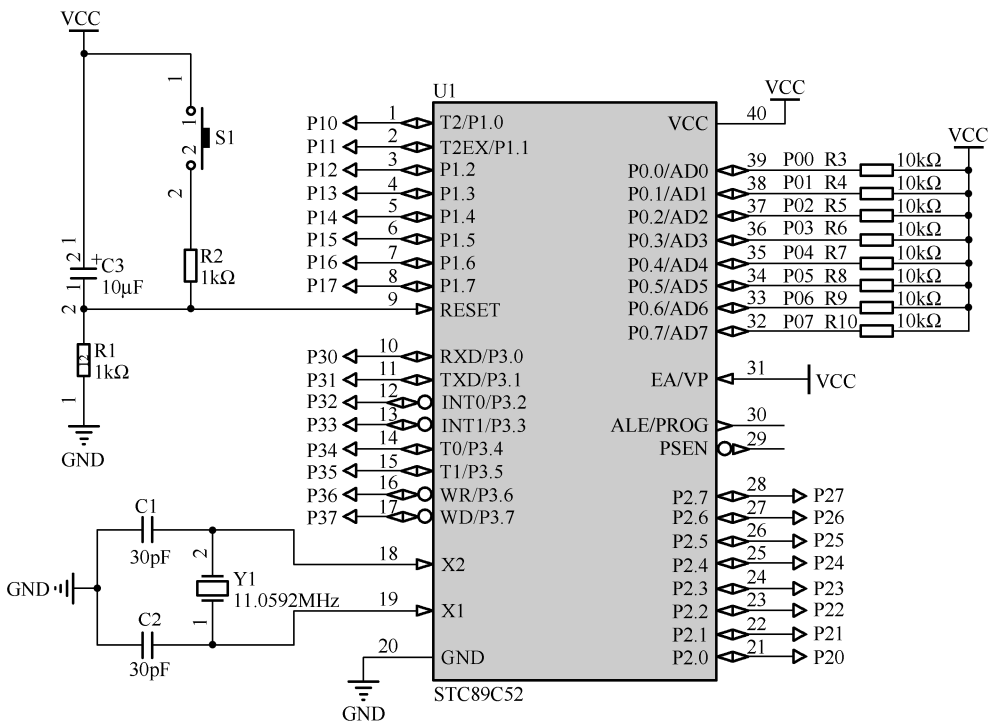 VCC
1
1
S1
2
2
R2
1kΩ
1
2
+
C3
10μF
1
2
R1
1kΩ
12
1
GND
U1
P10 1 T2/P1.0
P11 2 T2EX/P1.1
P12 3 P1.2
P13 4 P1.3
P14 5 P1.4
P15 6 P1.5
P16 7 P1.6
P17 8 P1.7
9 RESET
P30 10 RXD/P3.0
P31 11 TXD/P3.1
P32 12 INT0/P3.2
P33 13 INT1/P3.3
P34 14 T0/P3.4
P35 15 T1/P3.5
P36 16 WR/P3.6
P37 17 WD/P3.7
18 X2
19 X1
20 GND
GND
STC89C52
C1
30pF
GND
2
Y1
11.0592MHz
1
C2
30pF
VCC
VCC 40
VCC
P0.0/AD0 39 P00 R3 10kΩ
P0.1/AD1 38 P01 R4 10kΩ
P0.2/AD2 37 P02 R5 10kΩ
P0.3/AD3 36 P03 R6 10kΩ
P0.4/AD4 35 P04 R7 10kΩ
P0.5/AD5 34 P05 R8 10kΩ
P0.6/AD6 33 P06 R9 10kΩ
P0.7/AD7 32 P07 R10 10kΩ
EA/VP 31 VCC
ALE/PROG 30
PSEN 29
P2.7 28 P27
P2.6 27 P26
P2.5 26 P25
P2.4 25 P24
P2.3 24 P23
P2.2 23 P22
P2.1 22 P21
P2.0 21 P20